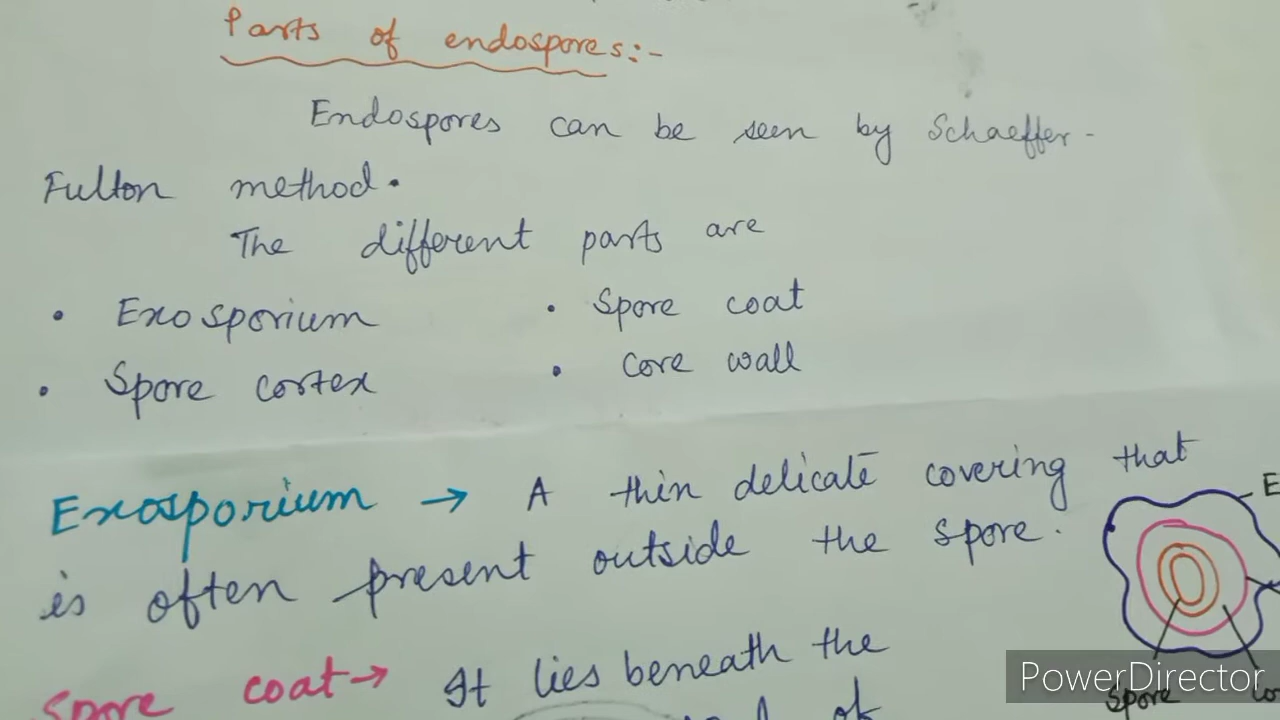 Parts of endospores:-
Endospores can be seen by Schaeffer-
Fulton method.
The different parts are
• Exosporium • Spore coat
• Spore cortex • Core wall
Exosporium → A thin delicate covering that
is often present outside the spore.
E
Spore coat → It lies beneath the
of
Spore
PowerDirector